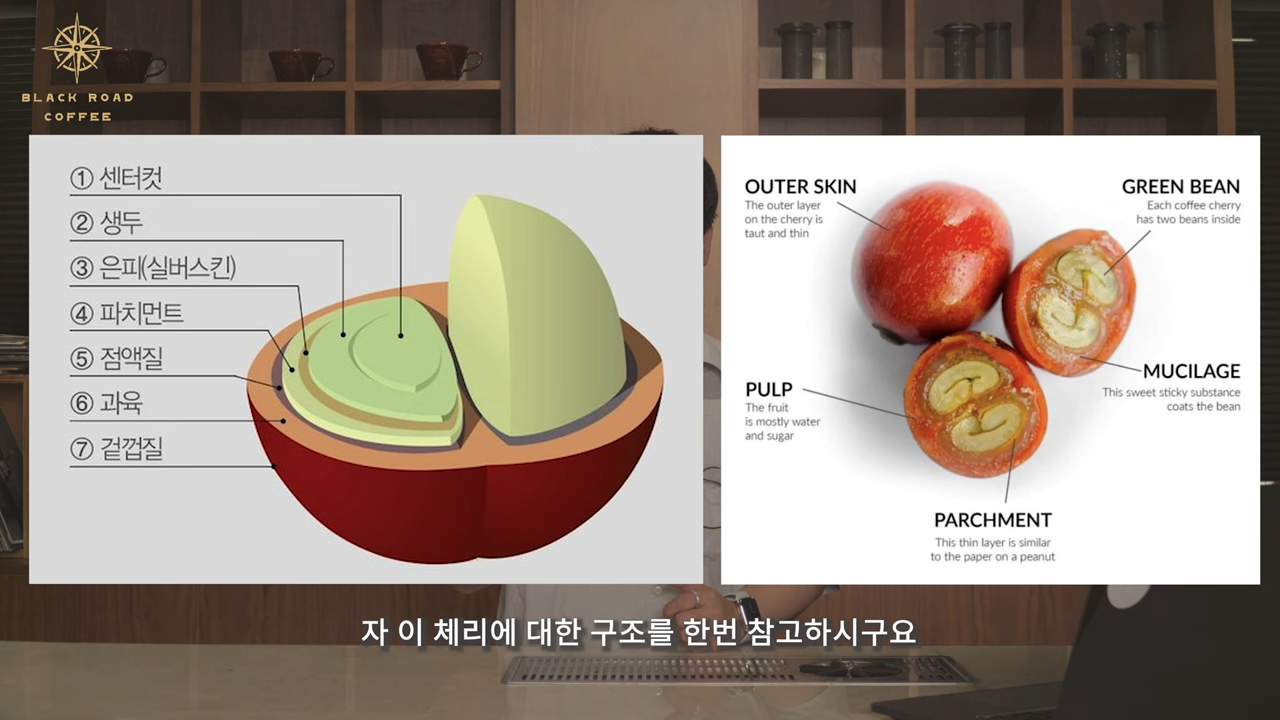 BLACK ROAD
COFFEE
① 센터컷
② 생두
③ 은피(실버스킨)
④ 파치먼트
⑤ 점액질
⑥ 과육
⑦ 겉껍질
OUTER SKIN
The outer layer
on the cherry is
taut and thin
GREEN BEAN
Each coffee cherry
has two beans inside
PULP
The fruit
is mostly water
and sugar
MUCILAGE
This sweet sticky substance
coats the bean
PARCHMENT
This thin layer is similar
to the paper on a peanut
자 이 체리에 대한 구조를 한번 참고하시구요